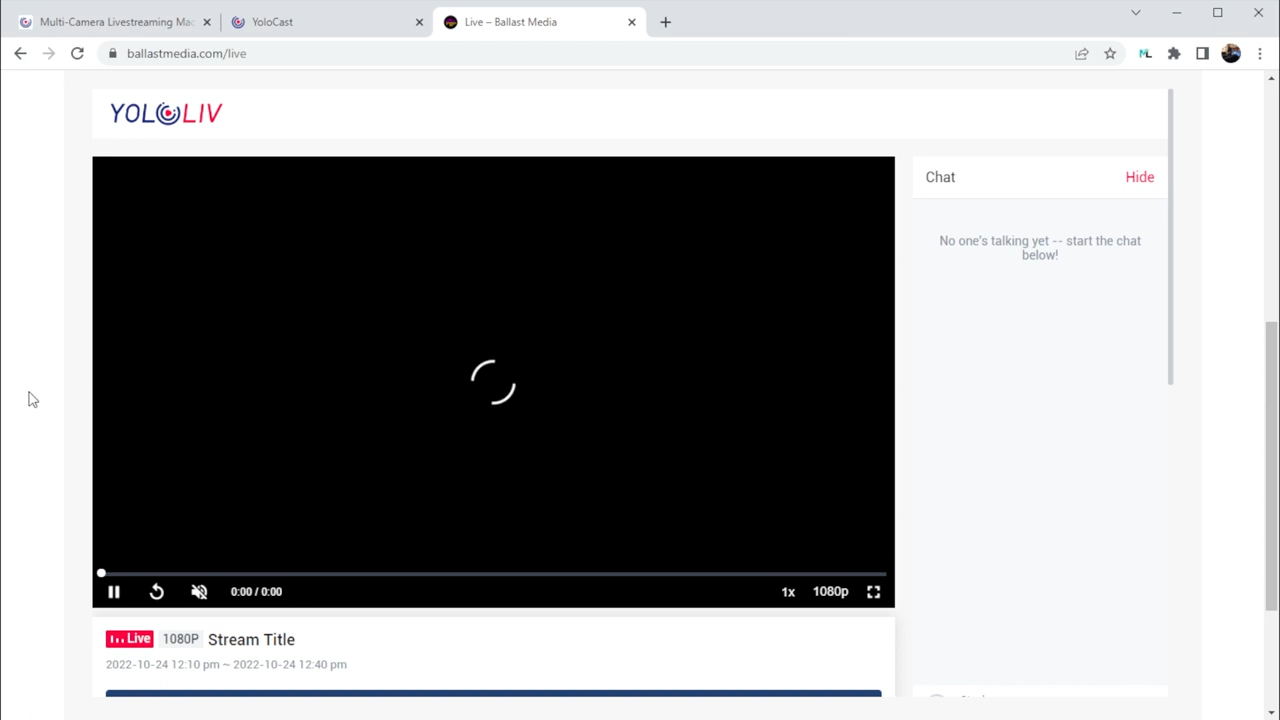 Multi-Camera Livestreaming Mac
YoloCast
Live – Ballast Media
ballastmedia.com/live
YOLOLIV
Chat
Hide
No one's talking yet -- start the chat
below!
0:00 / 0:00
1x
1080p
Live
1080P
Stream Title
2022-10-24 12:10 pm ~ 2022-10-24 12:40 pm